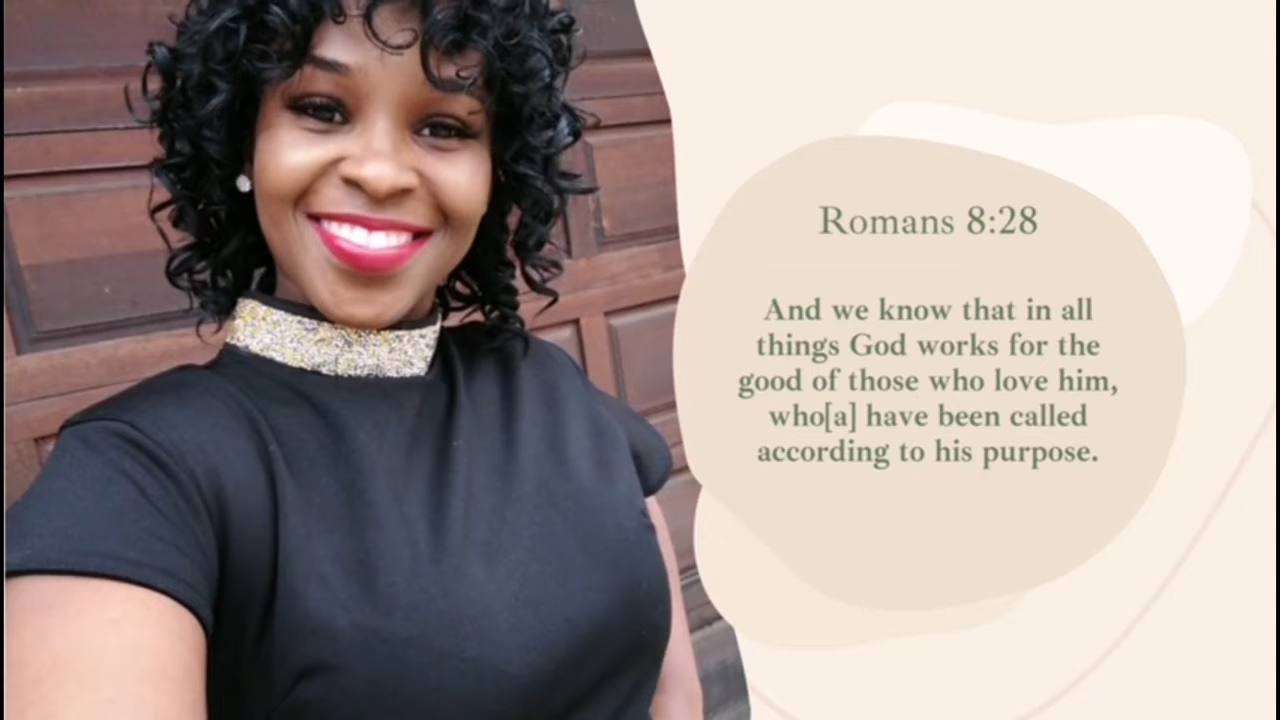 Romans 8:28
And we know that in all
things God works for the
good of those who love him,
who[a] have been called
according to his purpose.